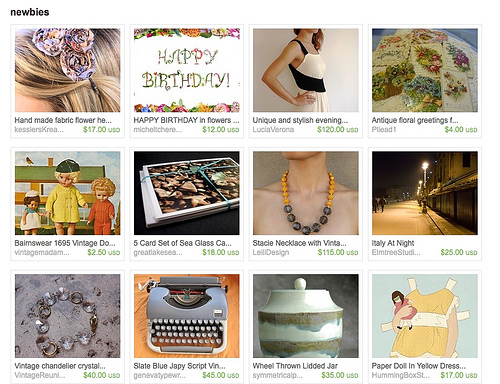 newbies
HAPPY
BIRTHDAY!
Hand made fabric flower he...
kesslersKrea... $17.00 USD
HAPPY BIRTHDAY in flowers ...
micheltchere... $12.00 USD
Unique and stylish evening...
LuciaVerona $120.00 USD
Antique floral greetings f...
Pllead1 $4.00 USD
Bairnswear 1695 Vintage Do...
vintagemadam... $2.50 USD
5 Card Set of Sea Glass Ca...
greatlakesea... $18.00 USD
Stacie Necklace with Vinta...
LeiliDesign $115.00 USD
Italy At Night
ElmtreeStudi... $25.00 USD
Vintage chandelier crystal...
VintageReuni... $40.00 USD
Slate Blue Japy Script Vin...
genevatypewr... $45.00 USD
Wheel Thrown Lidded Jar
symmetricalp... $35.00 USD
Paper Doll In Yellow Dress...
HummingBoxSt... $17.00 USD